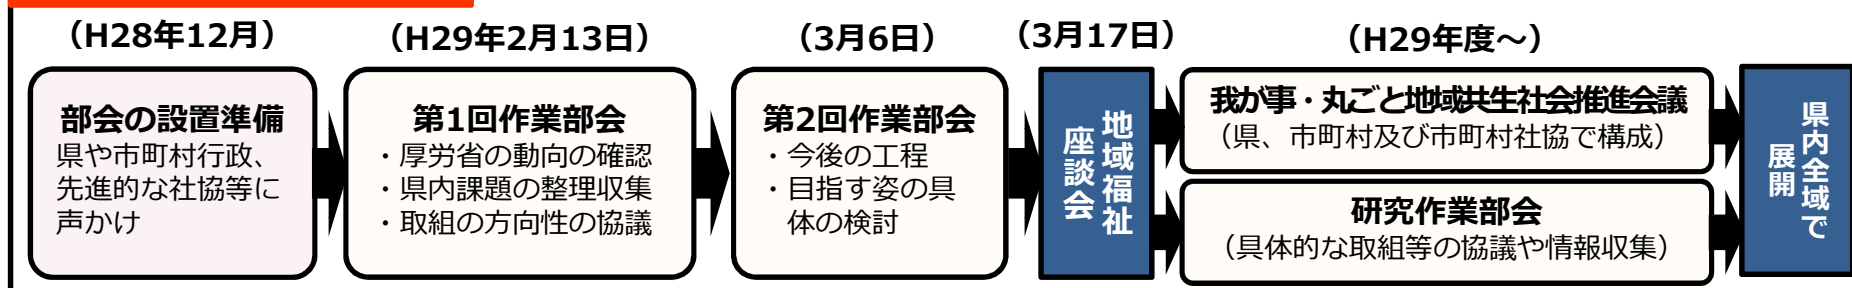 （H28年12月）
部会の設置準備
県や市町村行政、
先進的な社協等に
声かけ
（H29年2月13日）
第1回作業部会
・厚労省の動向の確認
・県内課題の整理収集
・取組の方向性の協議
（3月6日）
第2回作業部会
・今後の工程
・目指す姿の具
体の検討
（3月17日）
地域福祉
座談会
（H29年度～）
我が事・丸ごと地域共生社会推進会議
（県、市町村及び市町村社協で構成）
研究作業部会
（具体的な取組等の協議や情報収集）
県内全域で
展開